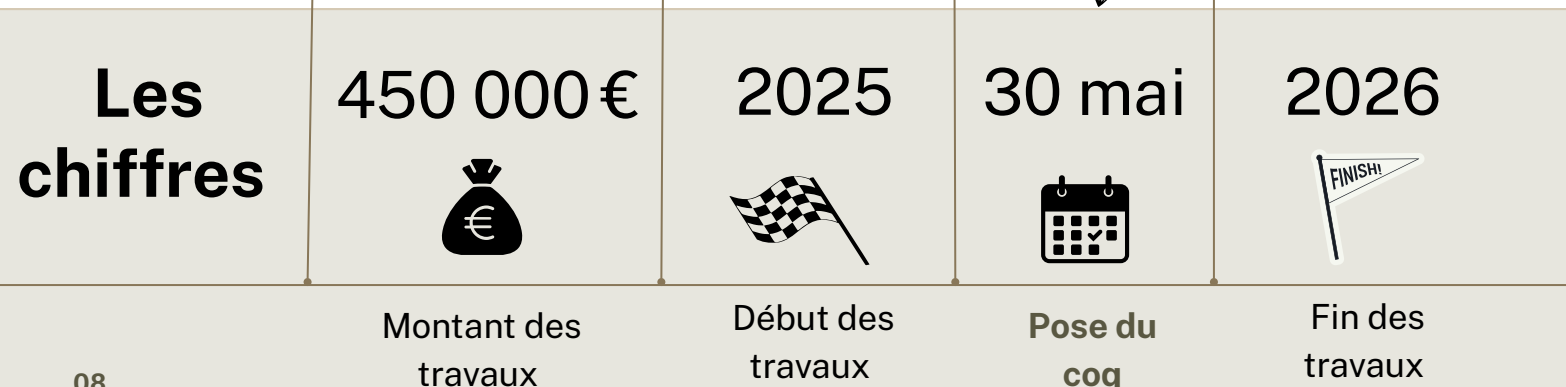 Les
chiffres
450 000 €
€
2025
30 mai
2026
FINISH!
Montant des
travaux
Début des
travaux
Pose du
coq
Fin des
travaux
08